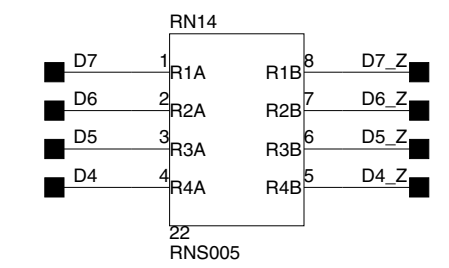 RN14
D7 1 R1A R1B 8 D7_Z
D6 2 R2A R2B 7 D6_Z
D5 3 R3A R3B 6 D5_Z
D4 4 R4A R4B 5 D4_Z
22
RNS005